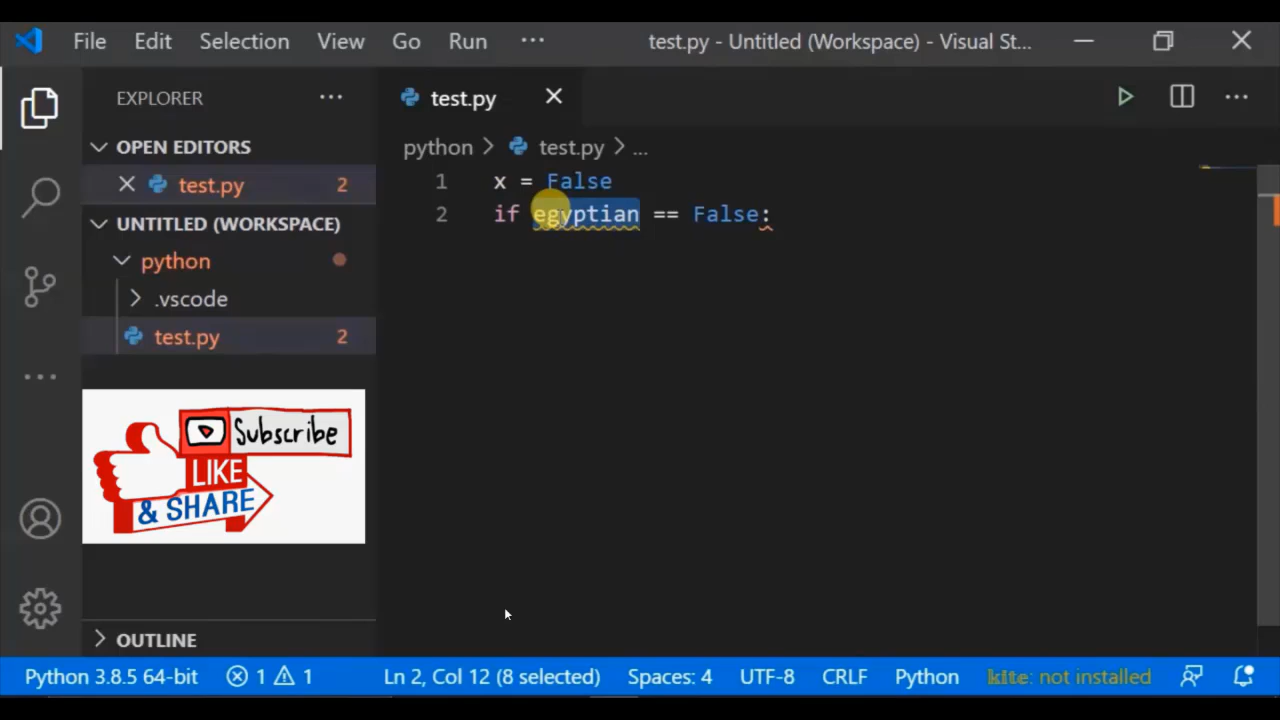 File Edit Selection View Go Run ··· test.py - Untitled (Workspace) - Visual St...
EXPLORER ···
test.py
OPEN EDITORS
python > test.py > ...
test.py 2
1 x = False
UNTITLED (WORKSPACE)
2 if egyptian == False:
python
.vscode
test.py 2
Subscribe
LIKE
& SHARE
OUTLINE
Python 3.8.5 64-bit 1 1 Ln 2, Col 12 (8 selected) Spaces: 4 UTF-8 CRLF Python kite: not installed